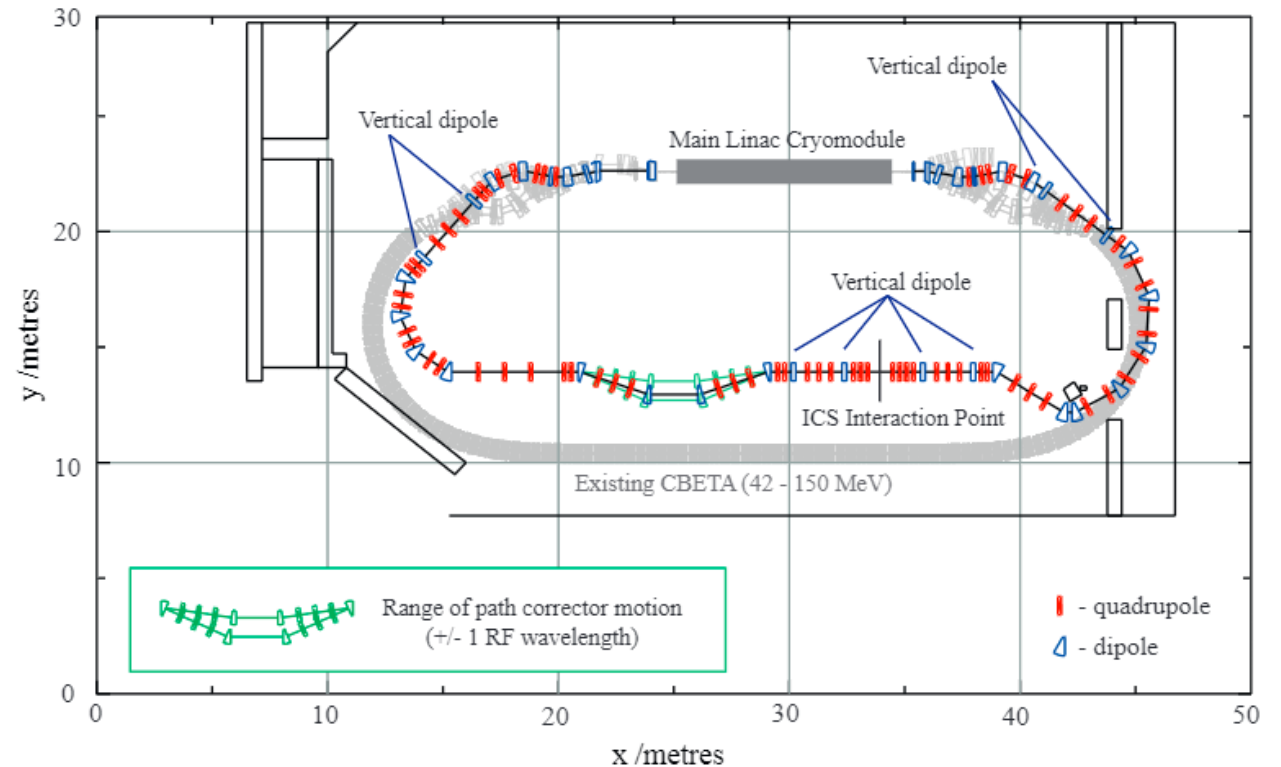 30
Vertical dipole
Vertical dipole
Main Linac Cryomodule
20
Vertical dipole
y /metres
ICS Interaction Point
10
Existing CBETA (42 - 150 MeV)
Range of path corrector motion
(+/- 1 RF wavelength)
- quadrupole
- dipole
0
0
10
20
30
40
50
x /metres